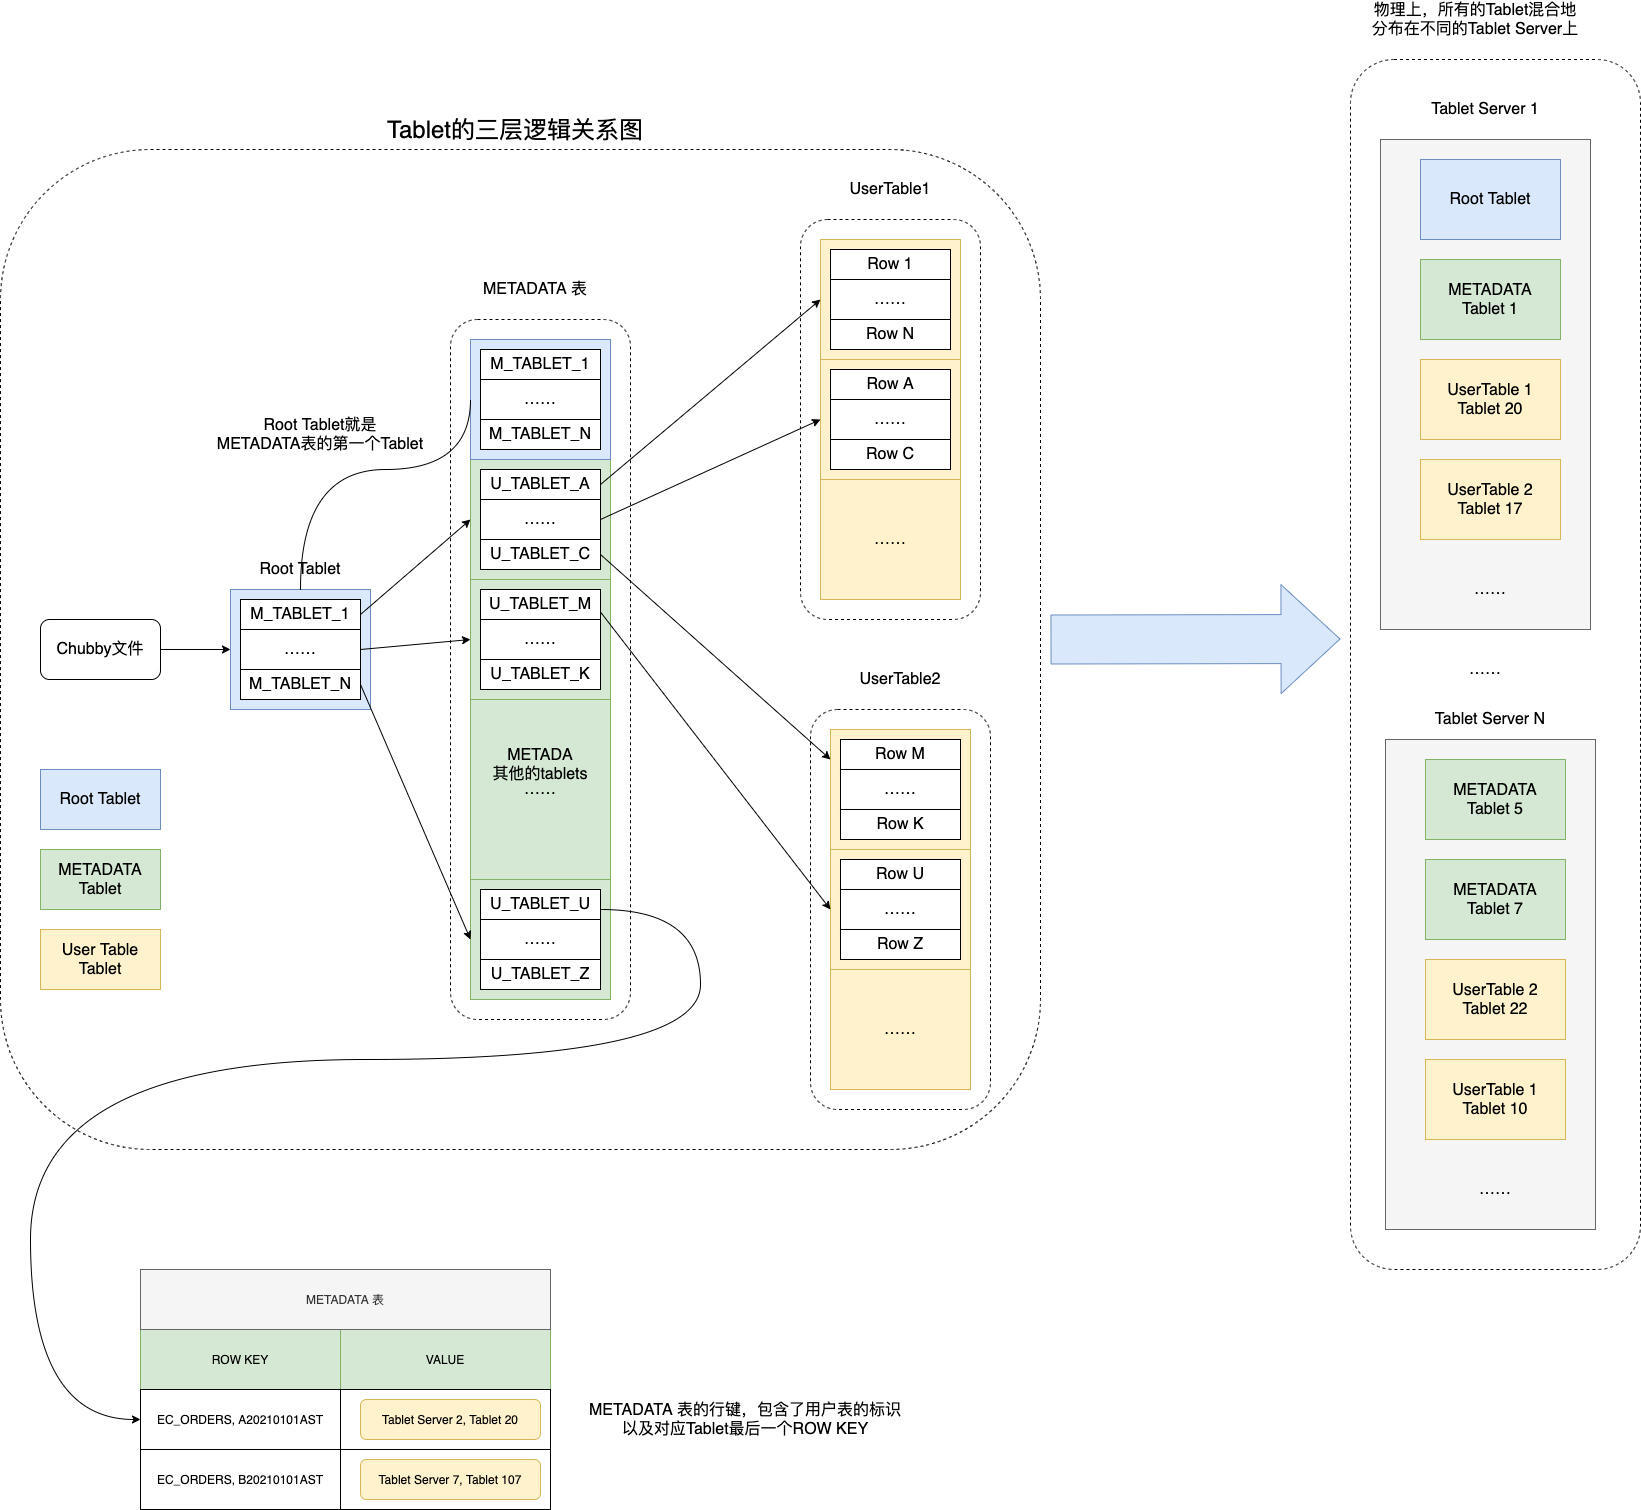 物理上，所有的Tablet混合地
分布在不同的Tablet Server上
Tablet的三层逻辑关系图
UserTable1
Row 1
……
Row N
Row A
……
Row C
……
METADATA 表
M_TABLET_1
……
M_TABLET_N
U_TABLET_A
……
U_TABLET_C
U_TABLET_M
……
U_TABLET_K
METADA
其他的tablets
……
U_TABLET_U
……
U_TABLET_Z
Root Tablet就是
METADATA表的第一个Tablet
Root Tablet
M_TABLET_1
……
M_TABLET_N
Chubby文件
UserTable2
Row M
……
Row K
Row U
……
Row Z
……
Root Tablet
METADATA
Tablet
User Table
Tablet
Tablet Server 1
Root Tablet
METADATA
Tablet 1
UserTable 1
Tablet 20
UserTable 2
Tablet 17
……
……
Tablet Server N
METADATA
Tablet 5
METADATA
Tablet 7
UserTable 2
Tablet 22
UserTable 1
Tablet 10
……
METADATA 表
ROW KEY
VALUE
EC_ORDERS, A20210101AST
Tablet Server 2, Tablet 20
EC_ORDERS, B20210101AST
Tablet Server 7, Tablet 107
METADATA 表的行键，包含了用户表的标识
以及对应Tablet最后一个ROW KEY